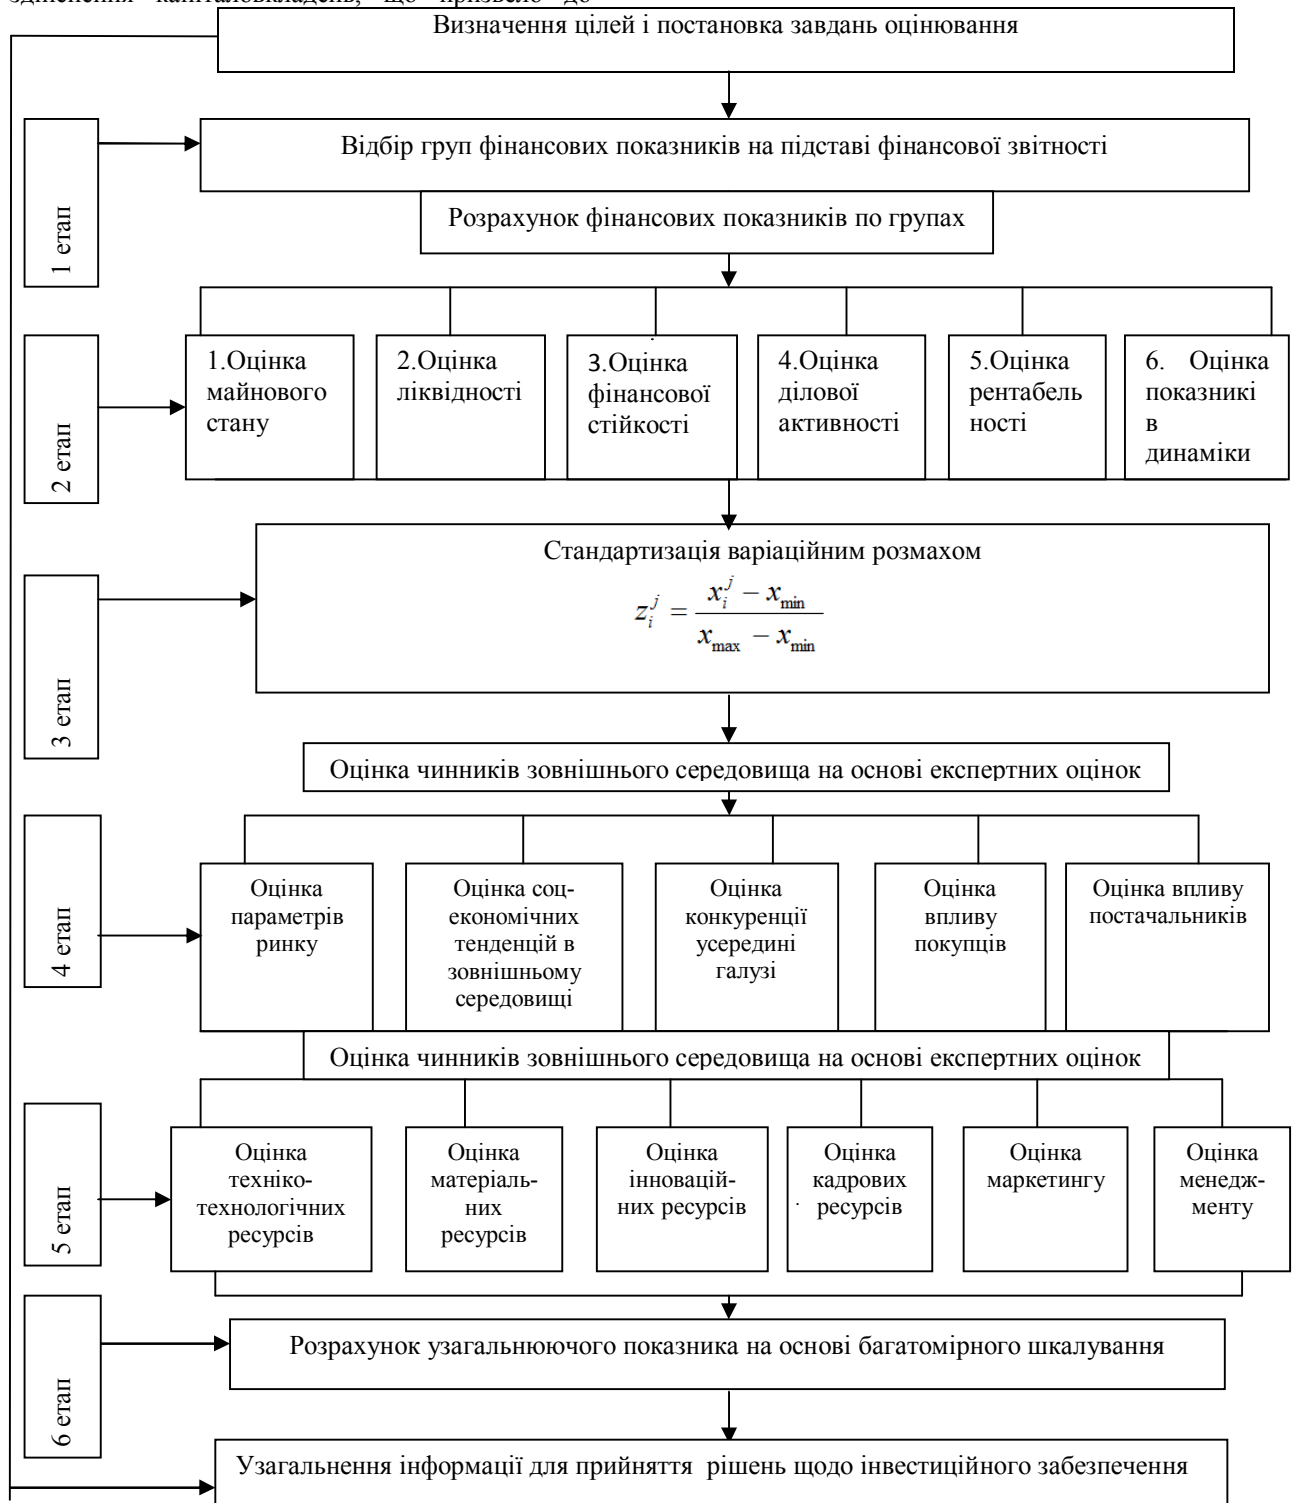 здійснення капіталовкладень, що призвело до
Визначення цілей і постановка завдань оцінювання
1 етап
Відбір груп фінансових показників на підставі фінансової звітності
Розрахунок фінансових показників по групах
2 етап
1.Оцінка
майнового
стану
2.Оцінка
ліквідності
3.Оцінка
фінансової
стійкості
4.Оцінка
ділової
активності
5.Оцінка
рентабель
ності
6. Оцінка
показникі
в
динаміки
3 етап
Стандартизація варіаційним розмахом
z_i^j = (x_i^j − x_min) / (x_max − x_min)
Оцінка чинників зовнішнього середовища на основі експертних оцінок
4 етап
Оцінка
параметрів
ринку
Оцінка соц-
економічних
тенденцій в
зовнішньому
середовищі
Оцінка
конкуренції
усередині
галузі
Оцінка
впливу
покупців
Оцінка впливу
постачальників
Оцінка чинників зовнішнього середовища на основі експертних оцінок
5 етап
Оцінка
техніко-
технологічних
ресурсів
Оцінка
матеріаль-
них
ресурсів
Оцінка
інновацій-
них ресурсів
Оцінка
кадрових
ресурсів
Оцінка
маркетингу
Оцінка
менедж-
менту
6 етап
Розрахунок узагальнюючого показника на основі багатомірного шкалування
Узагальнення інформації для прийняття рішень щодо інвестиційного забезпечення